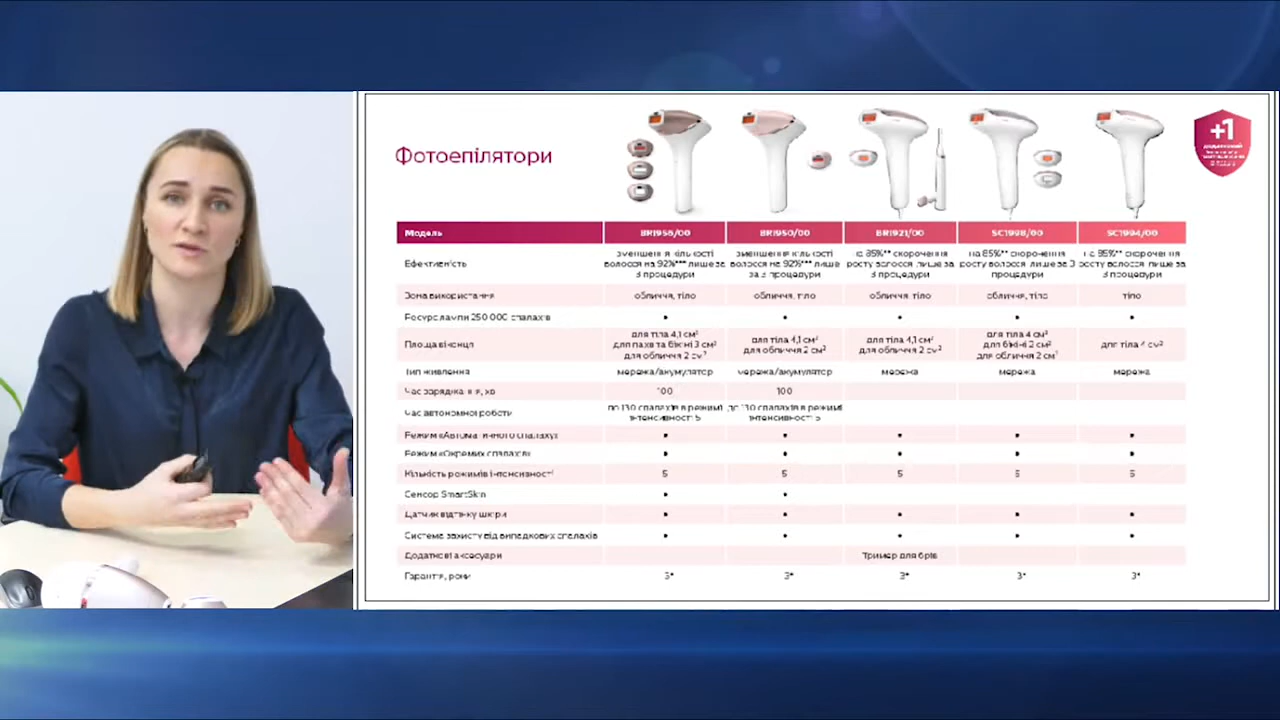 +1
Фотоепілятори
Модель BRI956/00 BRI950/00 BRI921/00 SC1998/00 SC1994/00
Ефективність
зменшення кількості волосся на 92%*** лише за 3 процедури
зменшення кількості волосся на 92%*** лише за 3 процедури
на 85%** скорочення росту волосся лише за 3 процедури
на 85%** скорочення росту волосся лише за 3 процедури
на 85%** скорочення росту волосся лише за 3 процедури
Зона використання обличчя, тіло обличчя, тіло обличчя, тіло обличчя, тіло тіло
Ресурс лампи 250 000 спалахів • • • • •
Площа віконця
для тіла 4,1 см²
для пахв та бікіні 3 см²
для обличчя 2 см²
для тіла 4,1 см²
для обличчя 2 см²
для тіла 4,1 см²
для обличчя 2 см²
для тіла 4 см²
для бікіні 2 см²
для обличчя 2 см²
для тіла 4 см²
Тип живлення мережа/акумулятор мережа/акумулятор мережа мережа мережа
Час заряджання, хв 100 100
Час автономної роботи
до 130 спалахів в режимі інтенсивності 5
до 130 спалахів в режимі інтенсивності 5
Режим «Автоматичного спалаху» • • • • •
Режим «Окремих спалахів» • • • • •
Кількість режимів інтенсивності 5 5 5 5 5
Сенсор SmartSkin • •
Датчик відтінку шкіри • • • • •
Система захисту від випадкових спалахів • • • • •
Додаткові аксесуари Тример для брів
Гарантія, роки 3* 3* 3* 3* 3*